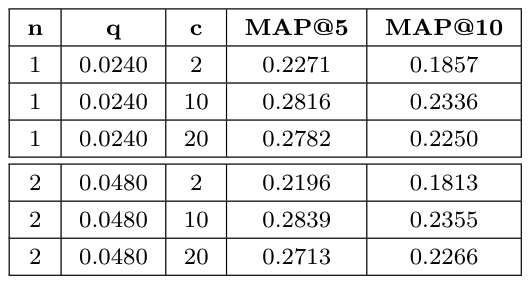 n q c MAP@5 MAP@10
1 0.0240 2 0.2271 0.1857
1 0.0240 10 0.2816 0.2336
1 0.0240 20 0.2782 0.2250
2 0.0480 2 0.2196 0.1813
2 0.0480 10 0.2839 0.2355
2 0.0480 20 0.2713 0.2266